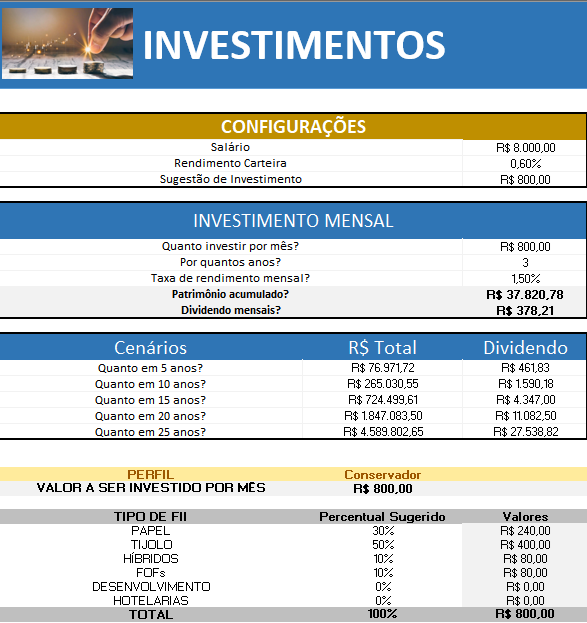 INVESTIMENTOS
CONFIGURAÇÕES
Salário R$ 8.000,00
Rendimento Carteira 0,60%
Sugestão de Investimento R$ 800,00
INVESTIMENTO MENSAL
Quanto investir por mês? R$ 800,00
Por quantos anos? 3
Taxa de rendimento mensal? 1,50%
Patrimônio acumulado? R$ 37.820,78
Dividendo mensais? R$ 378,21
Cenários R$ Total Dividendo
Quanto em 5 anos? R$ 76.971,72 R$ 461,83
Quanto em 10 anos? R$ 265.030,55 R$ 1.590,18
Quanto em 15 anos? R$ 724.499,61 R$ 4.347,00
Quanto em 20 anos? R$ 1.847.083,50 R$ 11.082,50
Quanto em 25 anos? R$ 4.589.802,65 R$ 27.538,82
PERFIL Conservador
VALOR A SER INVESTIDO POR MÊS R$ 800,00
TIPO DE FII Percentual Sugerido Valores
PAPEL 30% R$ 240,00
TIJOLO 50% R$ 400,00
HÍBRIDOS 10% R$ 80,00
FOFs 10% R$ 80,00
DESENVOLVIMENTO 0% R$ 0,00
HOTELARIAS 0% R$ 0,00
TOTAL 100% R$ 800,00